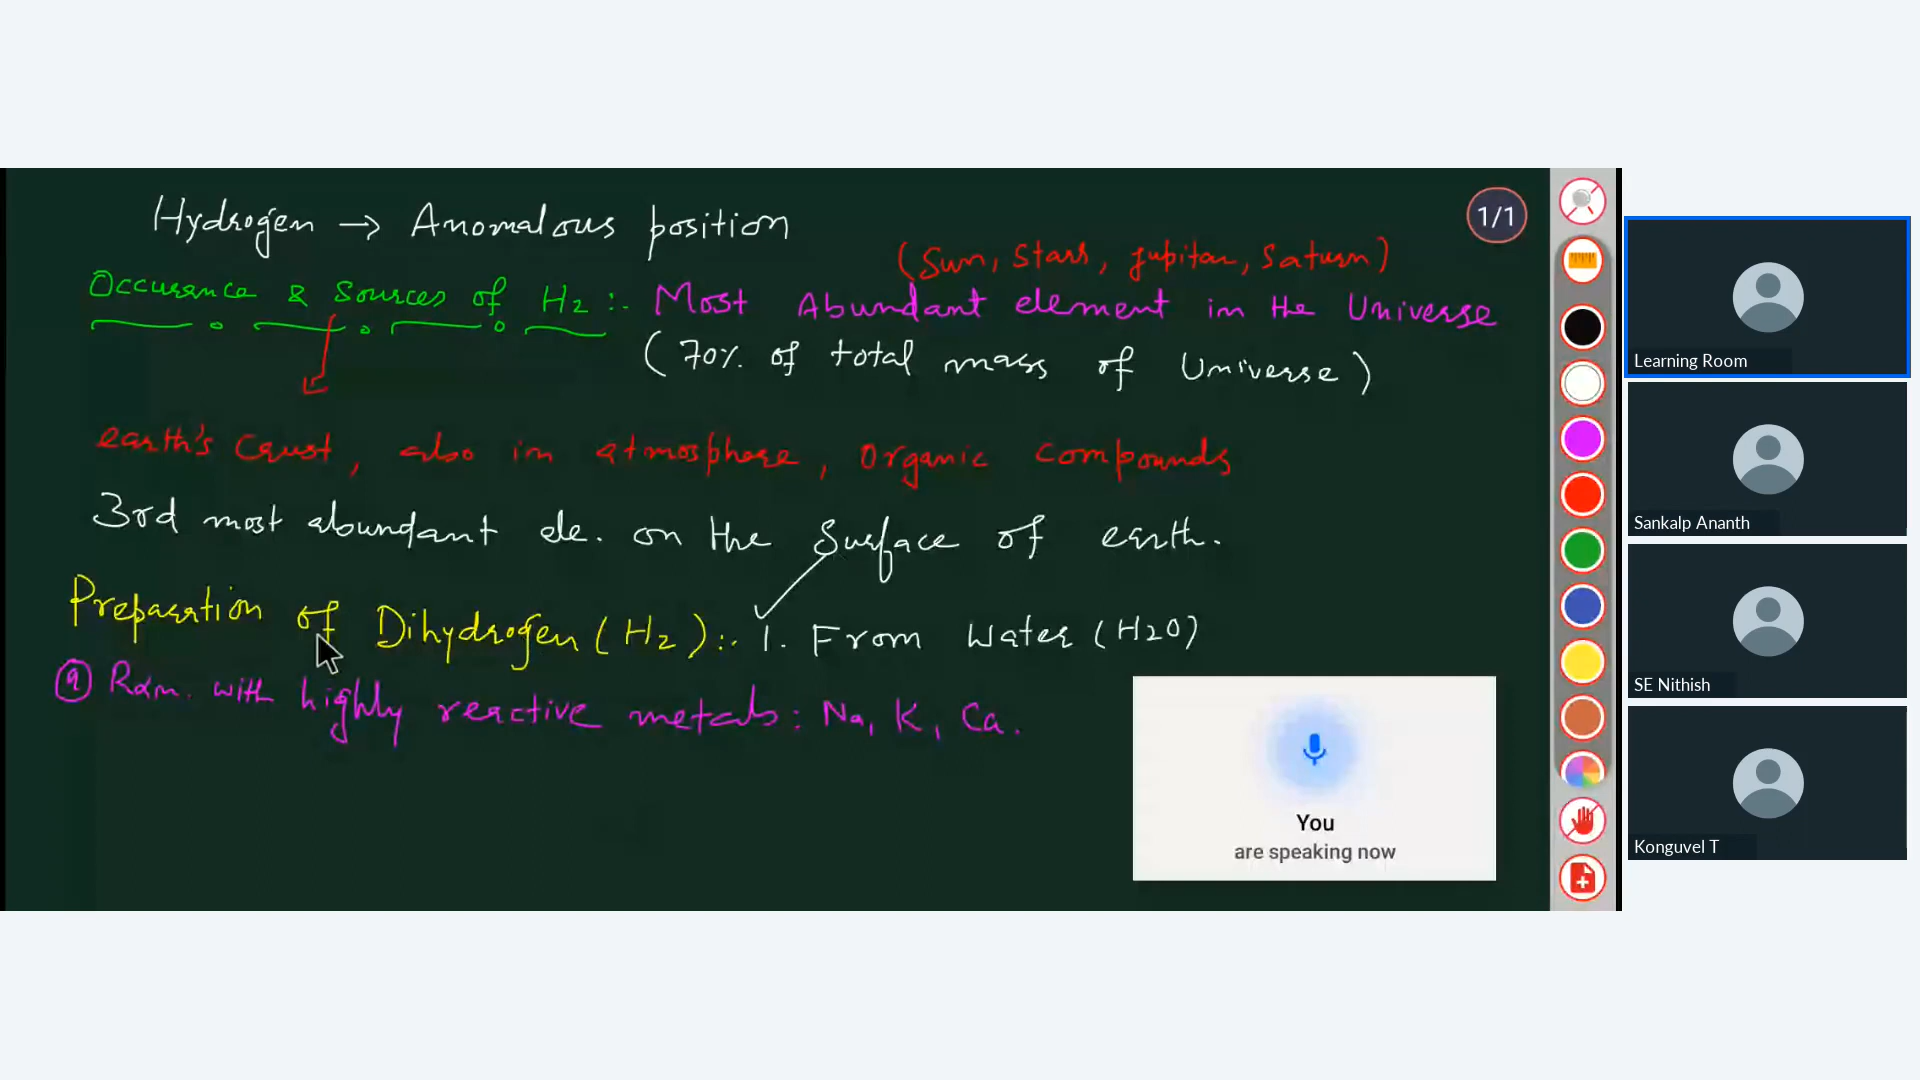 Hydrogen → Anomalous position
1/1
(Sun, Stars, Jupitar, Saturn)
Occurance & Sources of H2 :- Most Abundant element in the Universe
(70% of total mass of Universe)
earth's crust, also in atmosphere, organic compounds
3rd most abundant ele. on the surface of earth.
Preparation of Dihydrogen (H2) :- 1. From Water (H2O)
(a) Rxn. with highly reactive metals : Na, K, Ca.
You
are speaking now
Learning Room
Sankalp Ananth
SE Nithish
Konguvel T